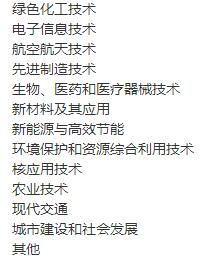 绿色化工技术
电子信息技术
航空航天技术
先进制造技术
生物、医药和医疗器械技术
新材料及其应用
新能源与高效节能
环境保护和资源综合利用技术
核应用技术
农业技术
现代交通
城市建设和社会发展
其他